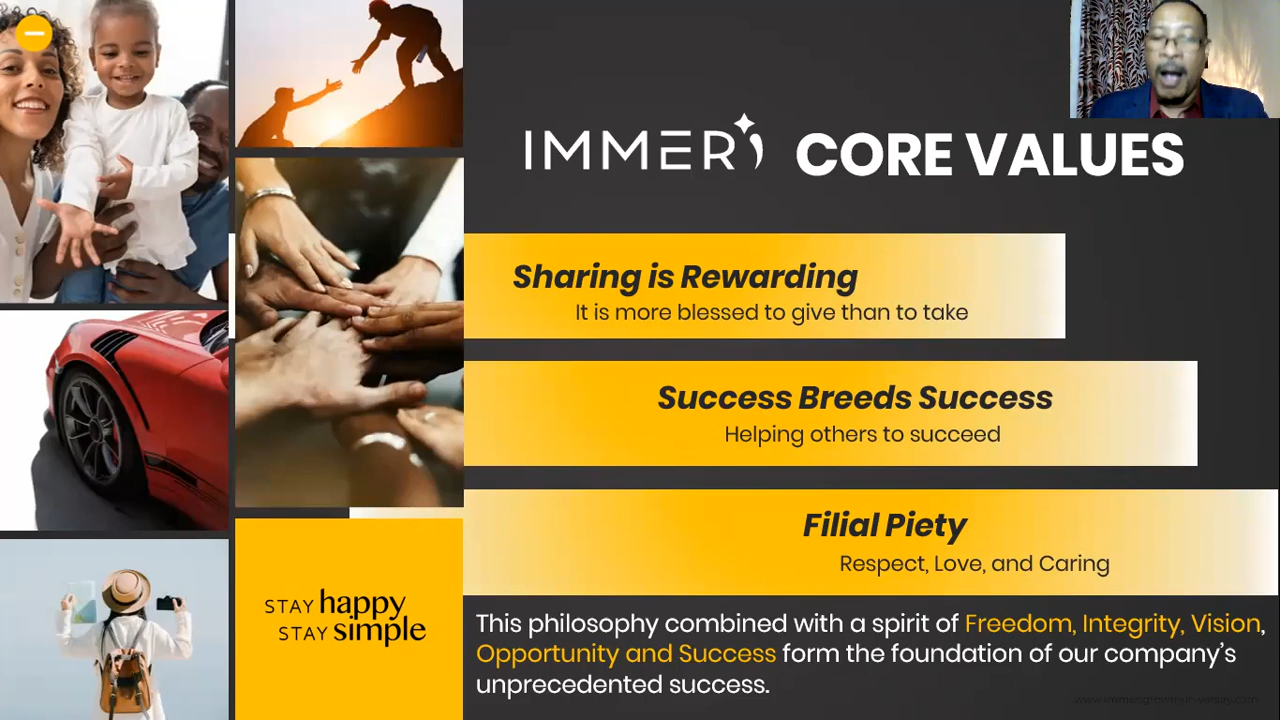 IMMERi CORE VALUES
Sharing is Rewarding
It is more blessed to give than to take
Success Breeds Success
Helping others to succeed
Filial Piety
Respect, Love, and Caring
STAY happy
STAY simple
This philosophy combined with a spirit of Freedom, Integrity, Vision,
Opportunity and Success form the foundation of our company's
unprecedented success.